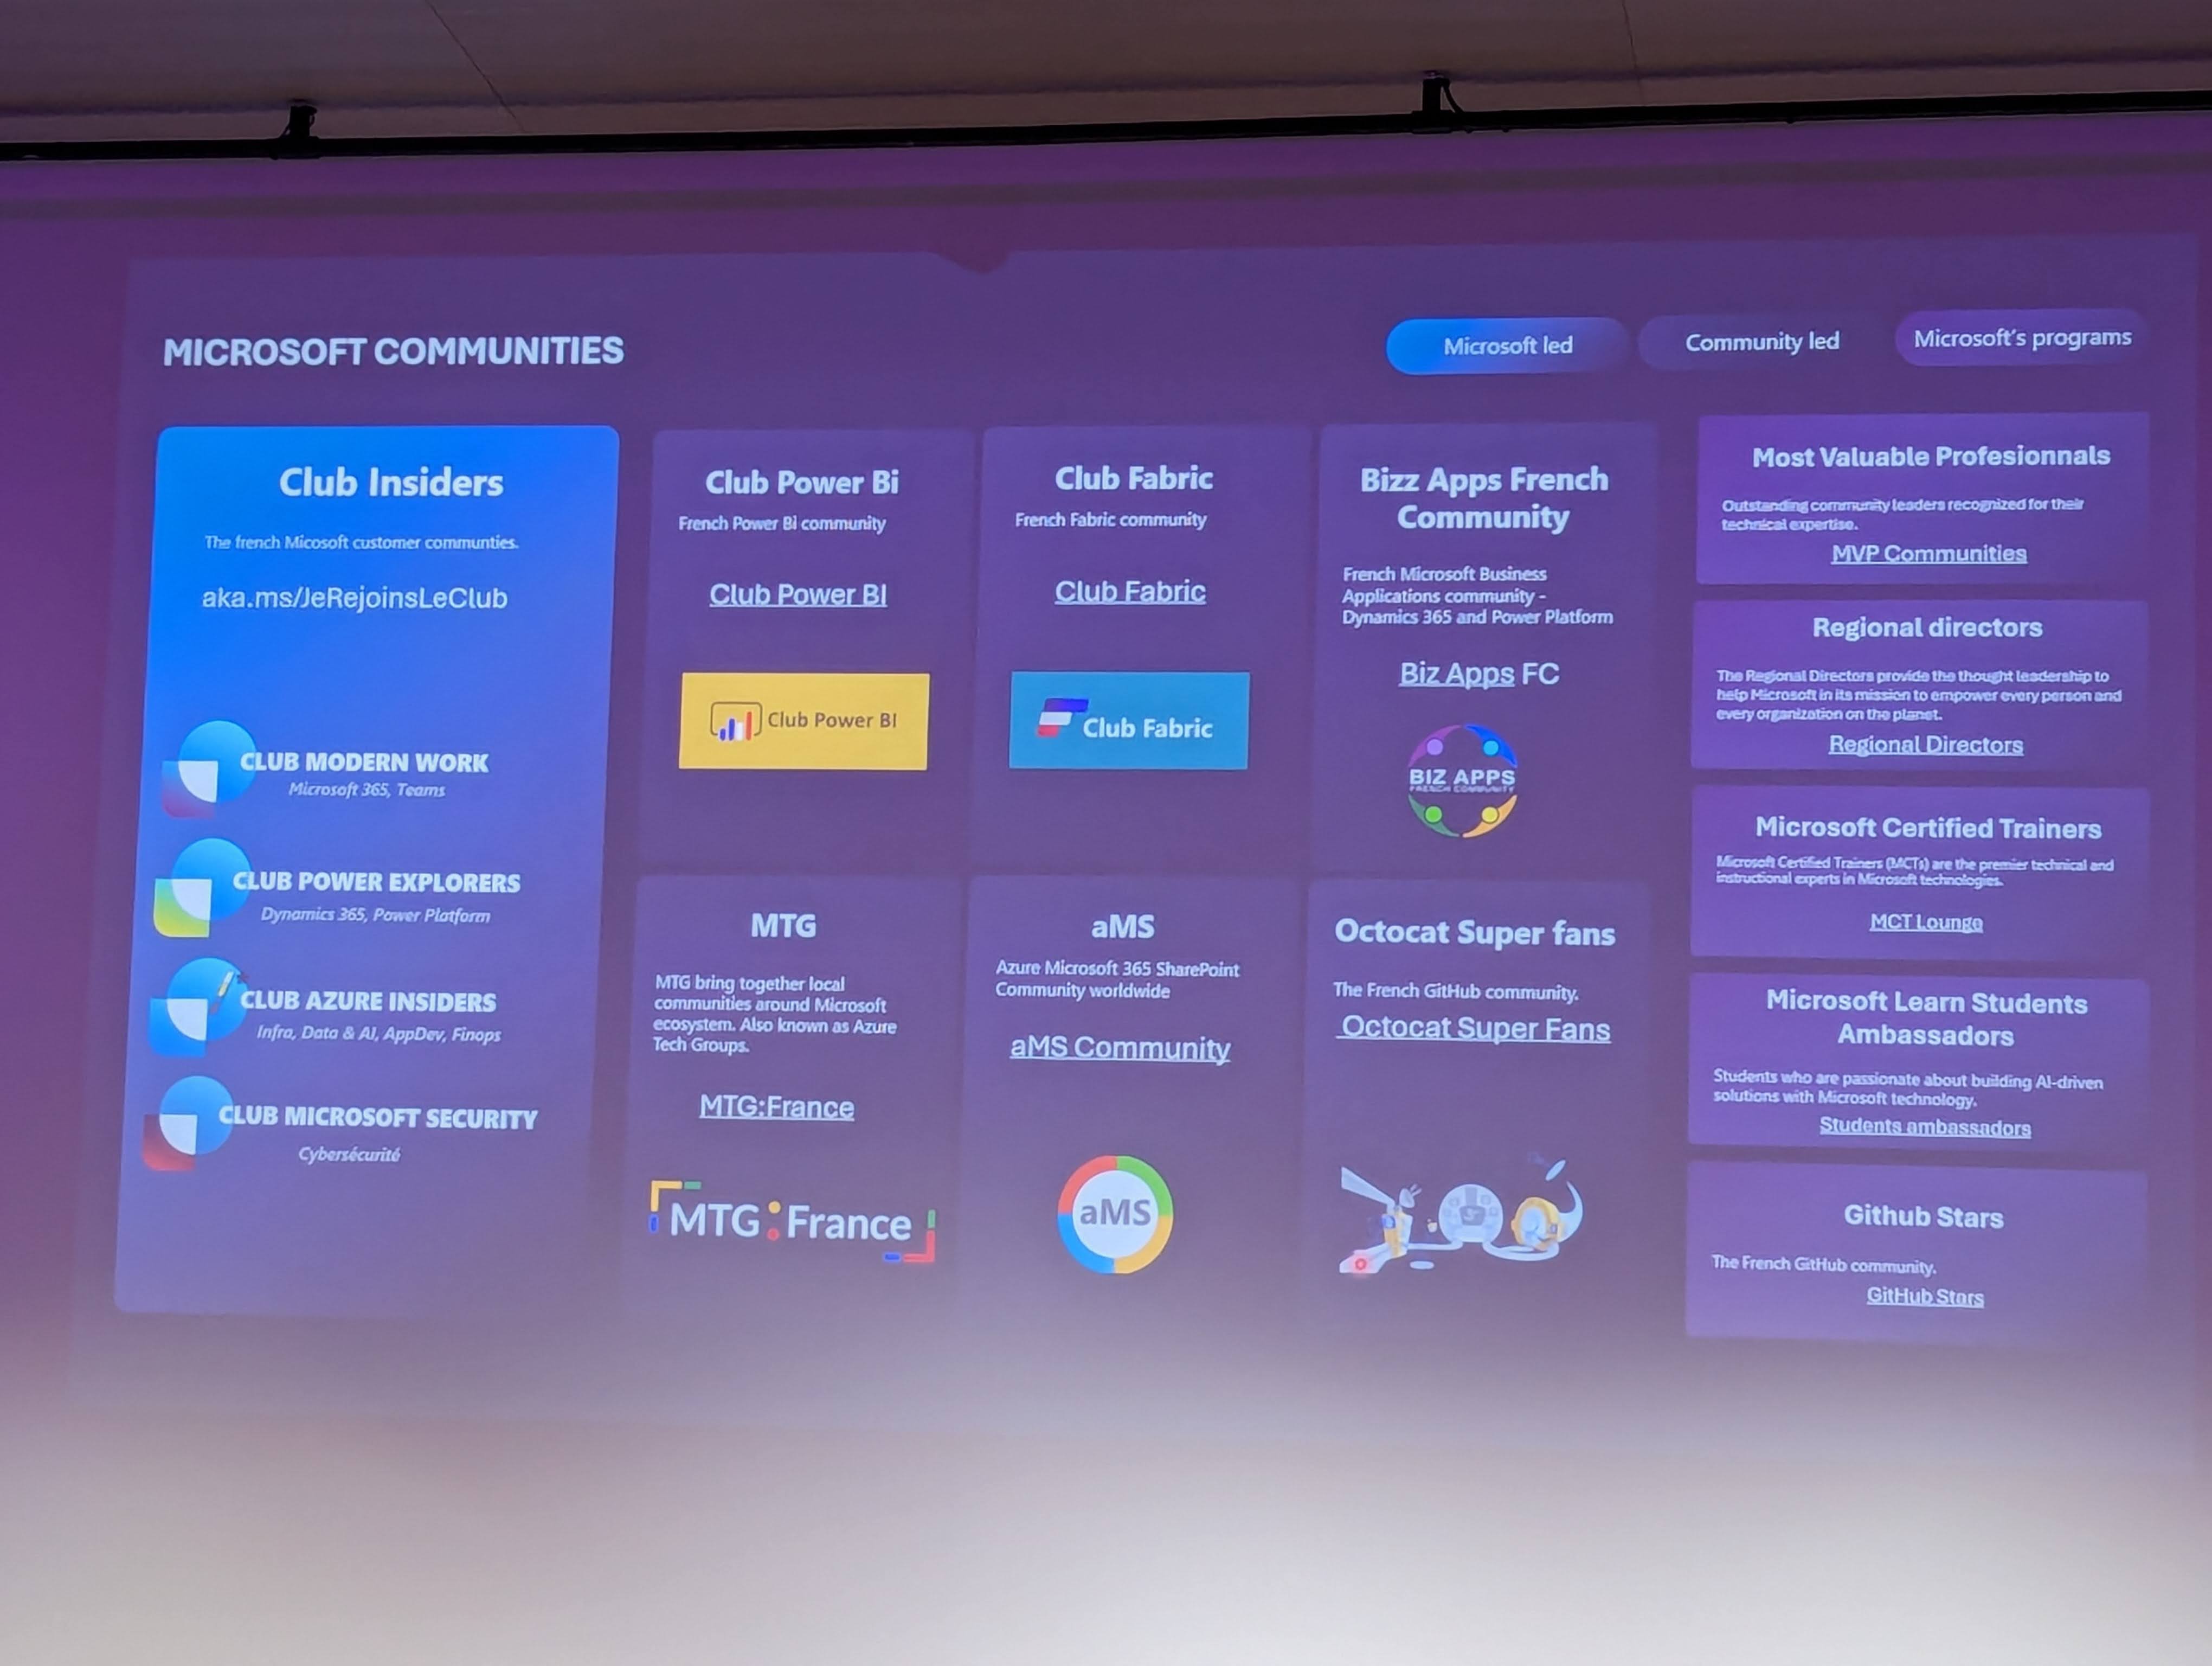 MICROSOFT COMMUNITIES
Microsoft led
Community led
Microsoft's programs
Club Insiders
The french Micosoft customer communties.
aka.ms/JeRejoinsLeClub
CLUB MODERN WORK
Microsoft 365, Teams
CLUB POWER EXPLORERS
Dynamics 365, Power Platform
CLUB AZURE INSIDERS
Infra, Data & AI, AppDev, Finops
CLUB MICROSOFT SECURITY
Cybersécurité
Club Power Bi
French Power Bi community
Club Power BI
Club Power BI
Club Fabric
French Fabric community
Club Fabric
Club Fabric
Bizz Apps French
Community
French Microsoft Business
Applications community -
Dynamics 365 and Power Platform
Biz Apps FC
BIZ APPS
FRENCH COMMUNITY
MTG
MTG bring together local
communities around Microsoft
ecosystem. Also known as Azure
Tech Groups.
MTG:France
MTG:France
aMS
Azure Microsoft 365 SharePoint
Community worldwide
aMS Community
aMS
Octocat Super fans
The French GitHub community.
Octocat Super Fans
Most Valuable Profesionnals
Outstanding community leaders recognized for their
technical expertise.
MVP Communities
Regional directors
The Regional Directors provide the thought leadership to
help Microsoft in its mission to empower every person and
every organization on the planet.
Regional Directors
Microsoft Certified Trainers
Microsoft Certified Trainers (MCTs) are the premier technical and
instructional experts in Microsoft technologies.
MCT Lounge
Microsoft Learn Students
Ambassadors
Students who are passionate about building AI-driven
solutions with Microsoft technology.
Students ambassadors
Github Stars
The French GitHub community.
GitHub Stars